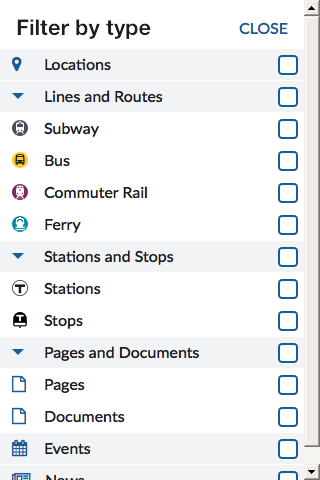 Filter by type CLOSE
Locations
Lines and Routes
Subway
Bus
Commuter Rail
Ferry
Stations and Stops
Stations
Stops
Pages and Documents
Pages
Documents
Events
News